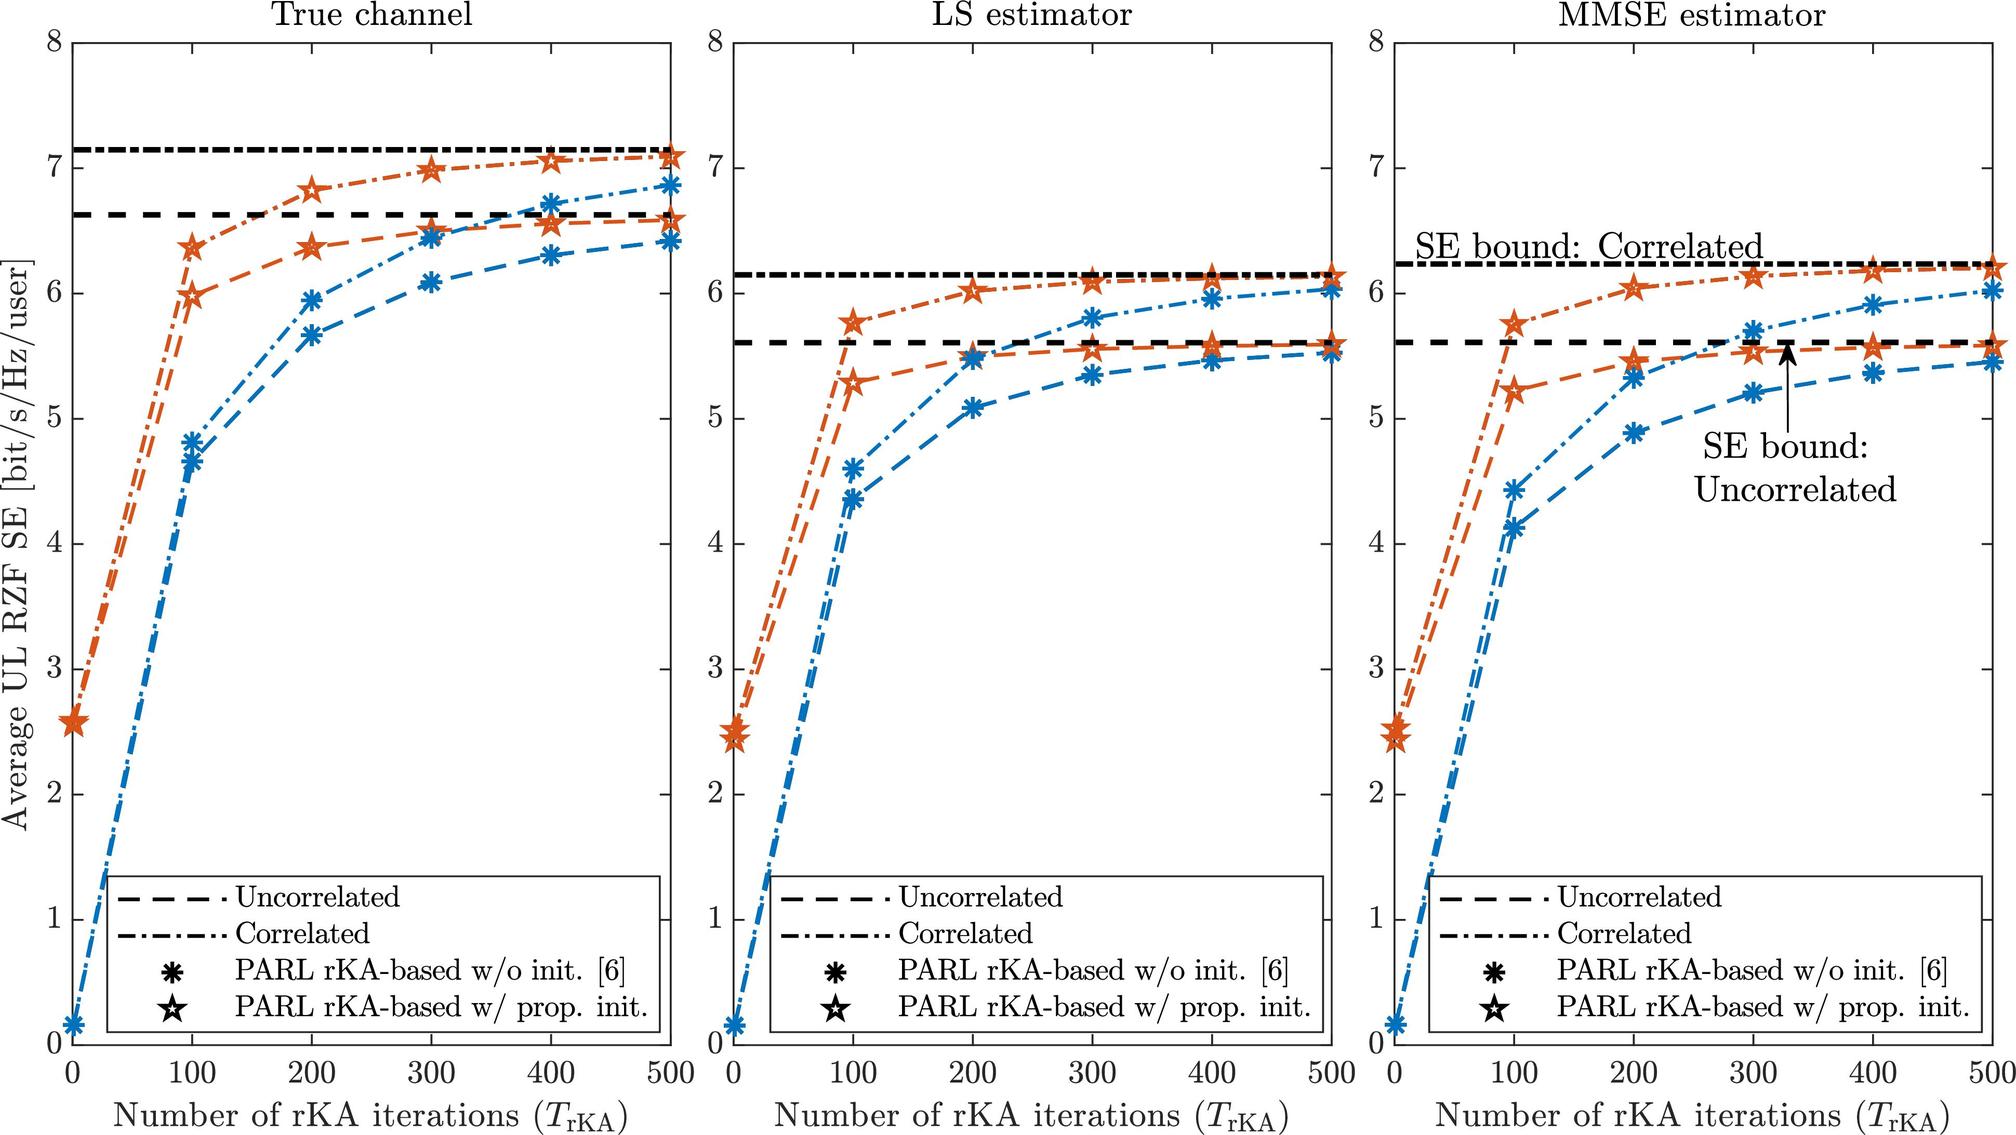 True channel
LS estimator
MMSE estimator
Average UL RZF SE [bit/s/Hz/user]
8
7
6
5
4
3
2
1
0
0 100 200 300 400 500
Number of rKA iterations (TrKA)
Uncorrelated
Correlated
PARL rKA-based w/o init. [6]
PARL rKA-based w/ prop. init.
8
7
6
5
4
3
2
1
0
0 100 200 300 400 500
Number of rKA iterations (TrKA)
Uncorrelated
Correlated
PARL rKA-based w/o init. [6]
PARL rKA-based w/ prop. init.
8
7
6
5
4
3
2
1
0
0 100 200 300 400 500
Number of rKA iterations (TrKA)
SE bound: Correlated
SE bound:
Uncorrelated
Uncorrelated
Correlated
PARL rKA-based w/o init. [6]
PARL rKA-based w/ prop. init.